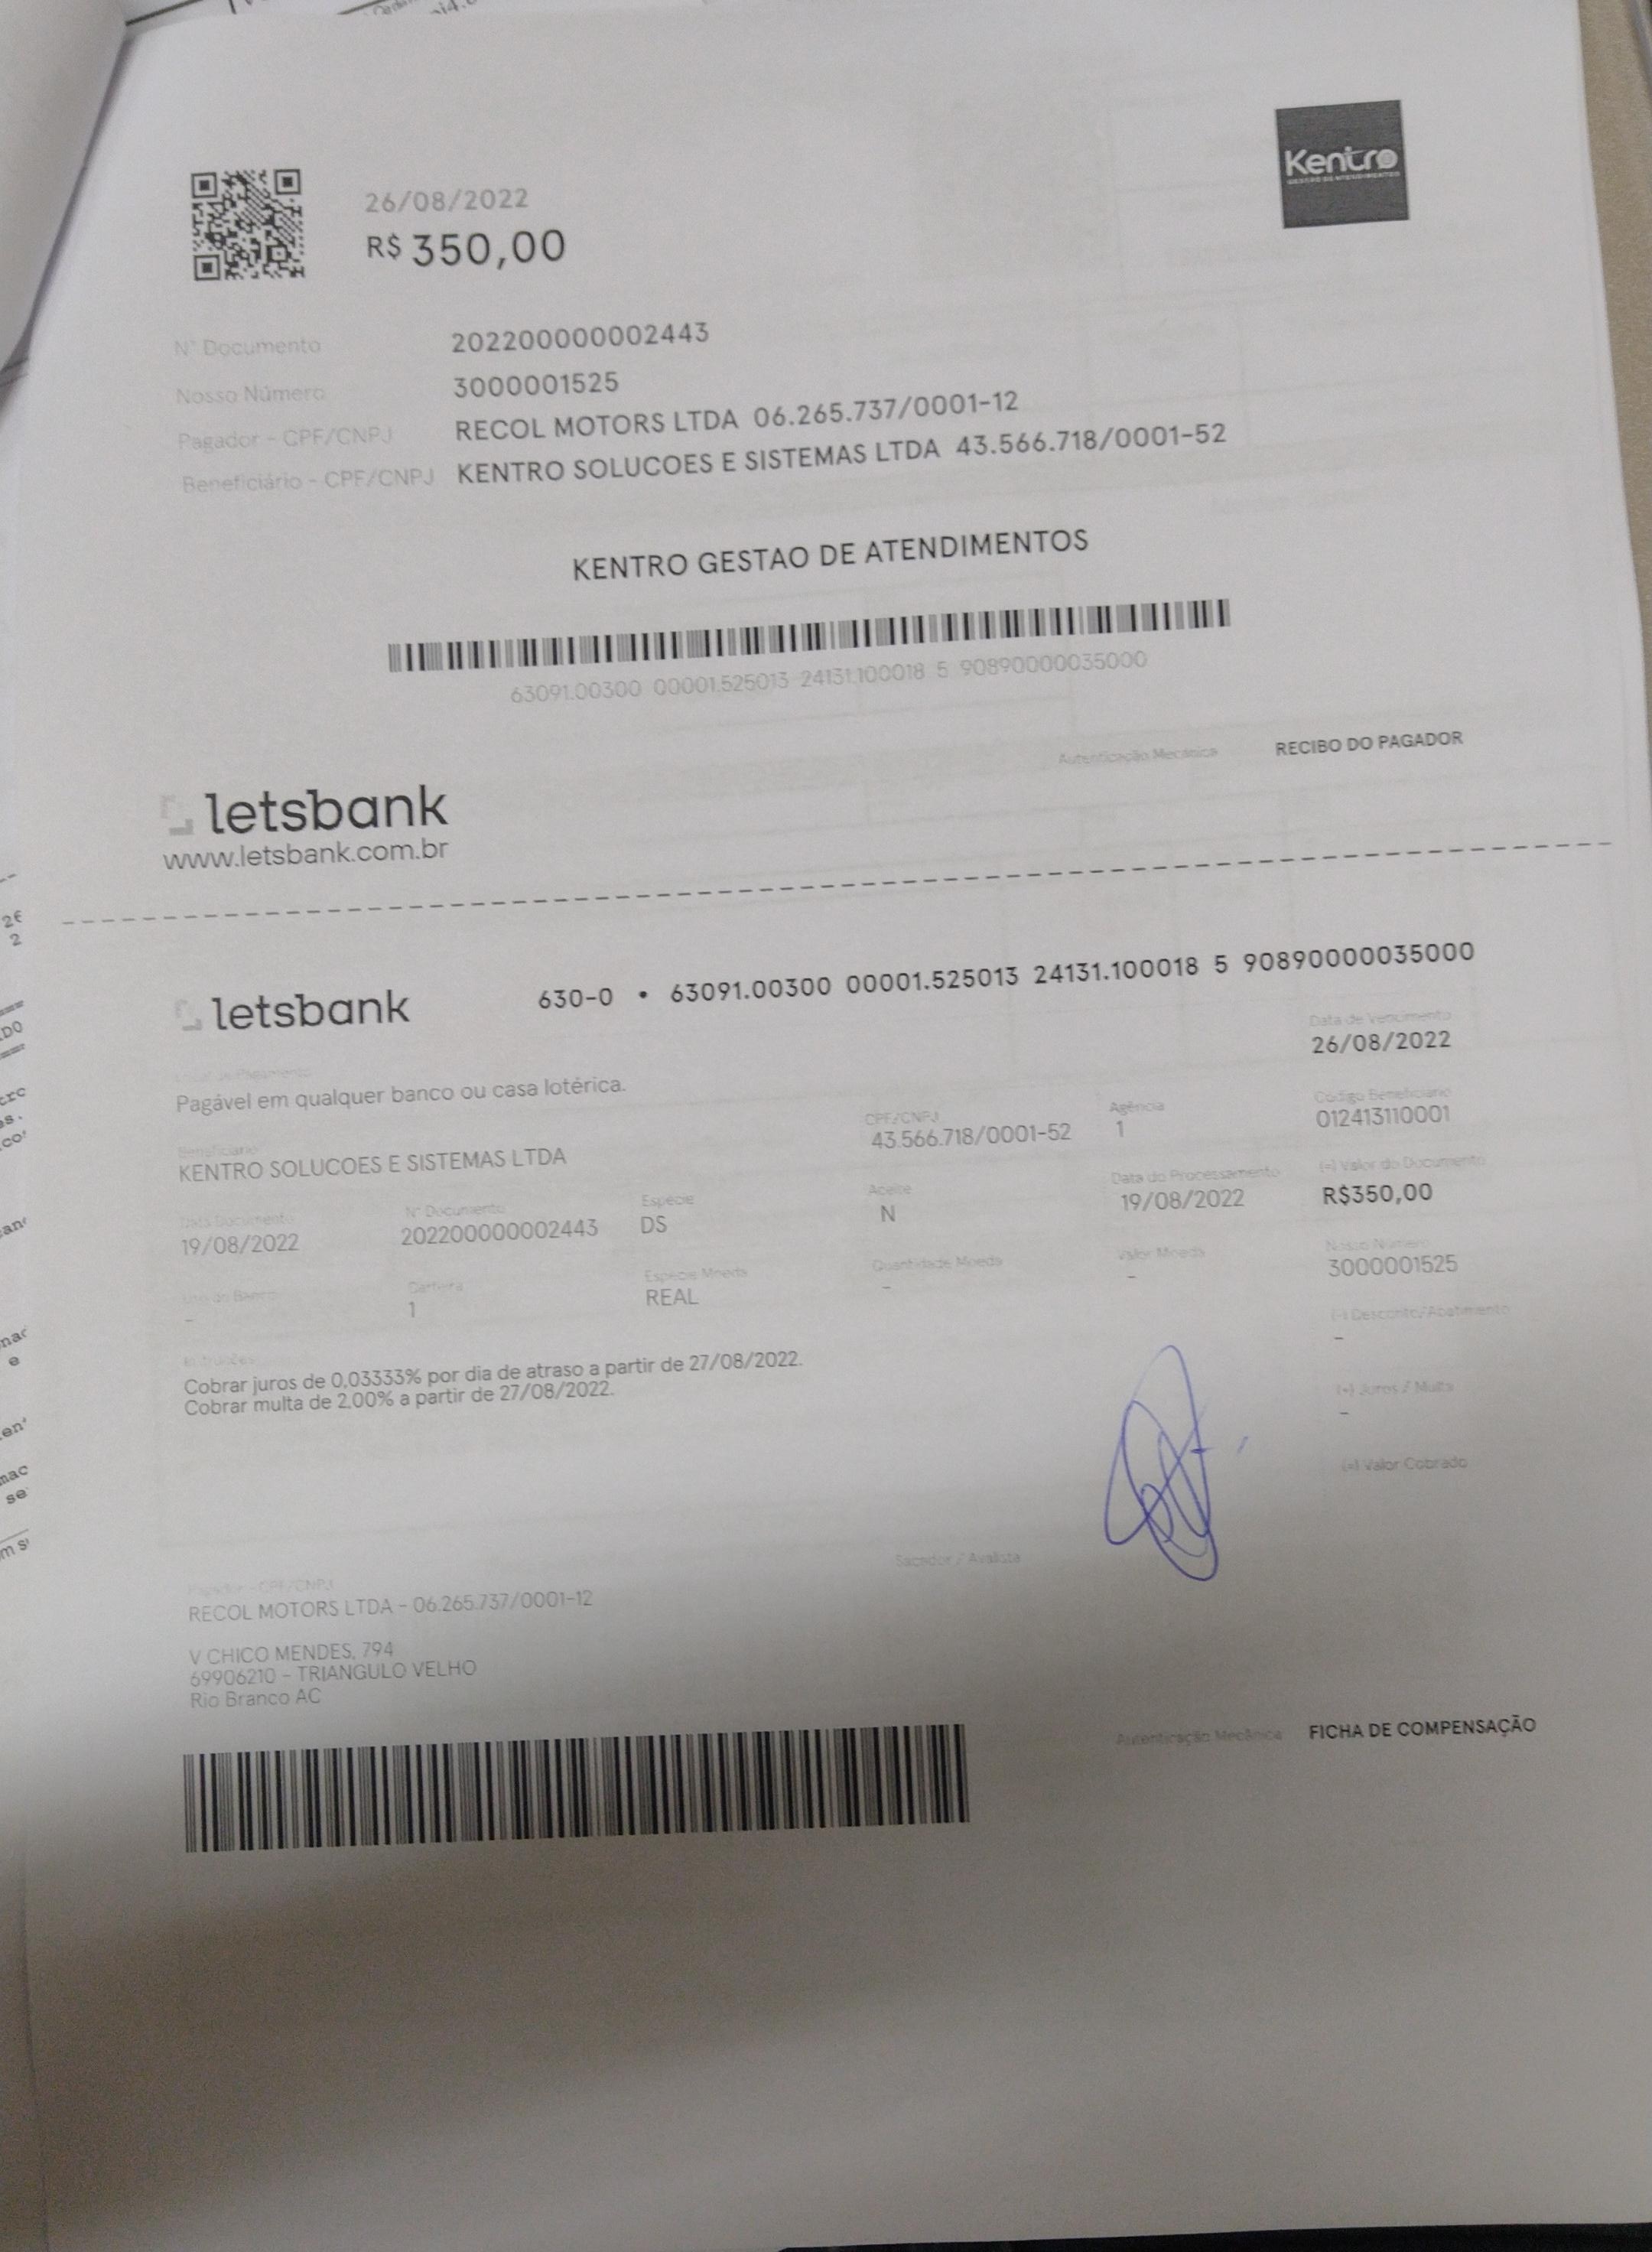 Kentro
26/08/2022
R$ 350,00
N° Documento 202200000002443
Nosso Número 3000001525
Pagador - CPF/CNPJ RECOL MOTORS LTDA 06.265.737/0001-12
Beneficiário - CPF/CNPJ KENTRO SOLUCOES E SISTEMAS LTDA 43.566.718/0001-52
KENTRO GESTAO DE ATENDIMENTOS
63091.00300 00001.525013 24131.100018 5 90890000035000
Autenticação Mecânica RECIBO DO PAGADOR
letsbank
www.letsbank.com.br
letsbank 630-0 • 63091.00300 00001.525013 24131.100018 5 90890000035000
Data de Vencimento
26/08/2022
Pagável em qualquer banco ou casa lotérica.
Beneficiário CPF/CNPJ Agência Código Beneficiário
KENTRO SOLUCOES E SISTEMAS LTDA 43.566.718/0001-52 1 012413110001
Data Documento N° Documento Espécie Aceite Data do Processamento (=) Valor do Documento
19/08/2022 202200000002443 DS N 19/08/2022 R$350,00
Uso do Banco Carteira Espécie Moeda Quantidade Moeda Valor Moeda Nosso Número
- 1 REAL - - 3000001525
(-) Desconto/Abatimento
-
Instruções
Cobrar juros de 0,03333% por dia de atraso a partir de 27/08/2022.
Cobrar multa de 2,00% a partir de 27/08/2022.
(+) Juros / Multa
-
(=) Valor Cobrado
Sacador / Avalista
Pagador - CPF/CNPJ
RECOL MOTORS LTDA - 06.265.737/0001-12
V CHICO MENDES, 794
69906210 - TRIANGULO VELHO
Rio Branco AC
Autenticação Mecânica FICHA DE COMPENSAÇÃO